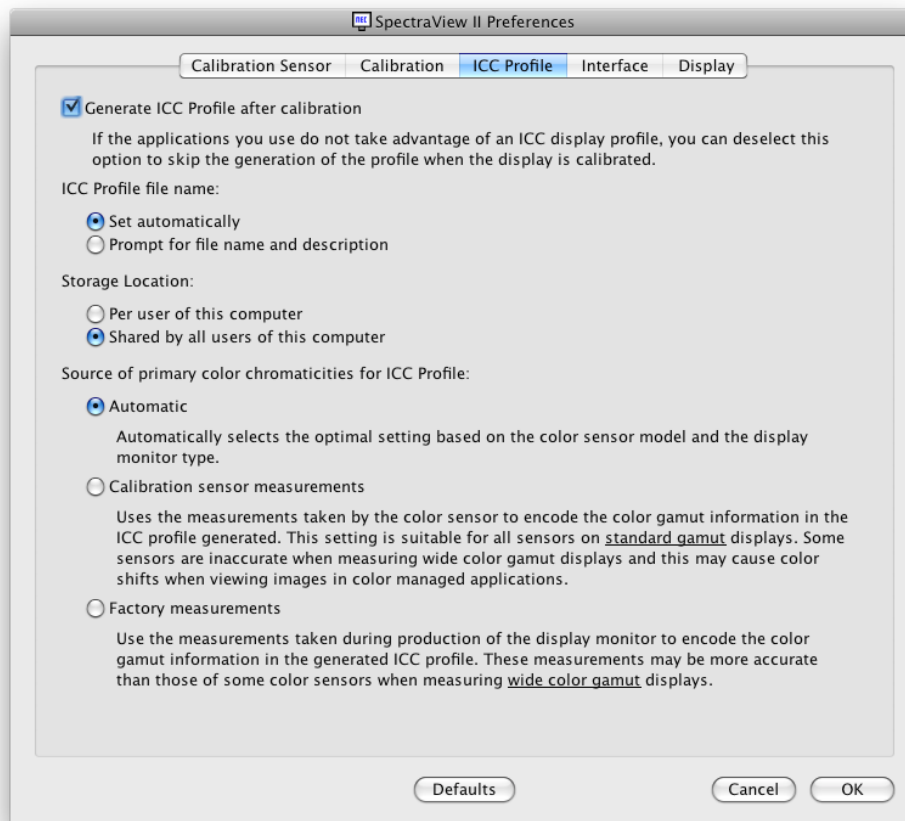 NEC SpectraView II Preferences
Calibration Sensor Calibration ICC Profile Interface Display
Generate ICC Profile after calibration
If the applications you use do not take advantage of an ICC display profile, you can deselect this
option to skip the generation of the profile when the display is calibrated.
ICC Profile file name:
Set automatically
Prompt for file name and description
Storage Location:
Per user of this computer
Shared by all users of this computer
Source of primary color chromaticities for ICC Profile:
Automatic
Automatically selects the optimal setting based on the color sensor model and the display
monitor type.
Calibration sensor measurements
Uses the measurements taken by the color sensor to encode the color gamut information in the
ICC profile generated. This setting is suitable for all sensors on standard gamut displays. Some
sensors are inaccurate when measuring wide color gamut displays and this may cause color
shifts when viewing images in color managed applications.
Factory measurements
Use the measurements taken during production of the display monitor to encode the color
gamut information in the generated ICC profile. These measurements may be more accurate
than those of some color sensors when measuring wide color gamut displays.
Defaults Cancel OK